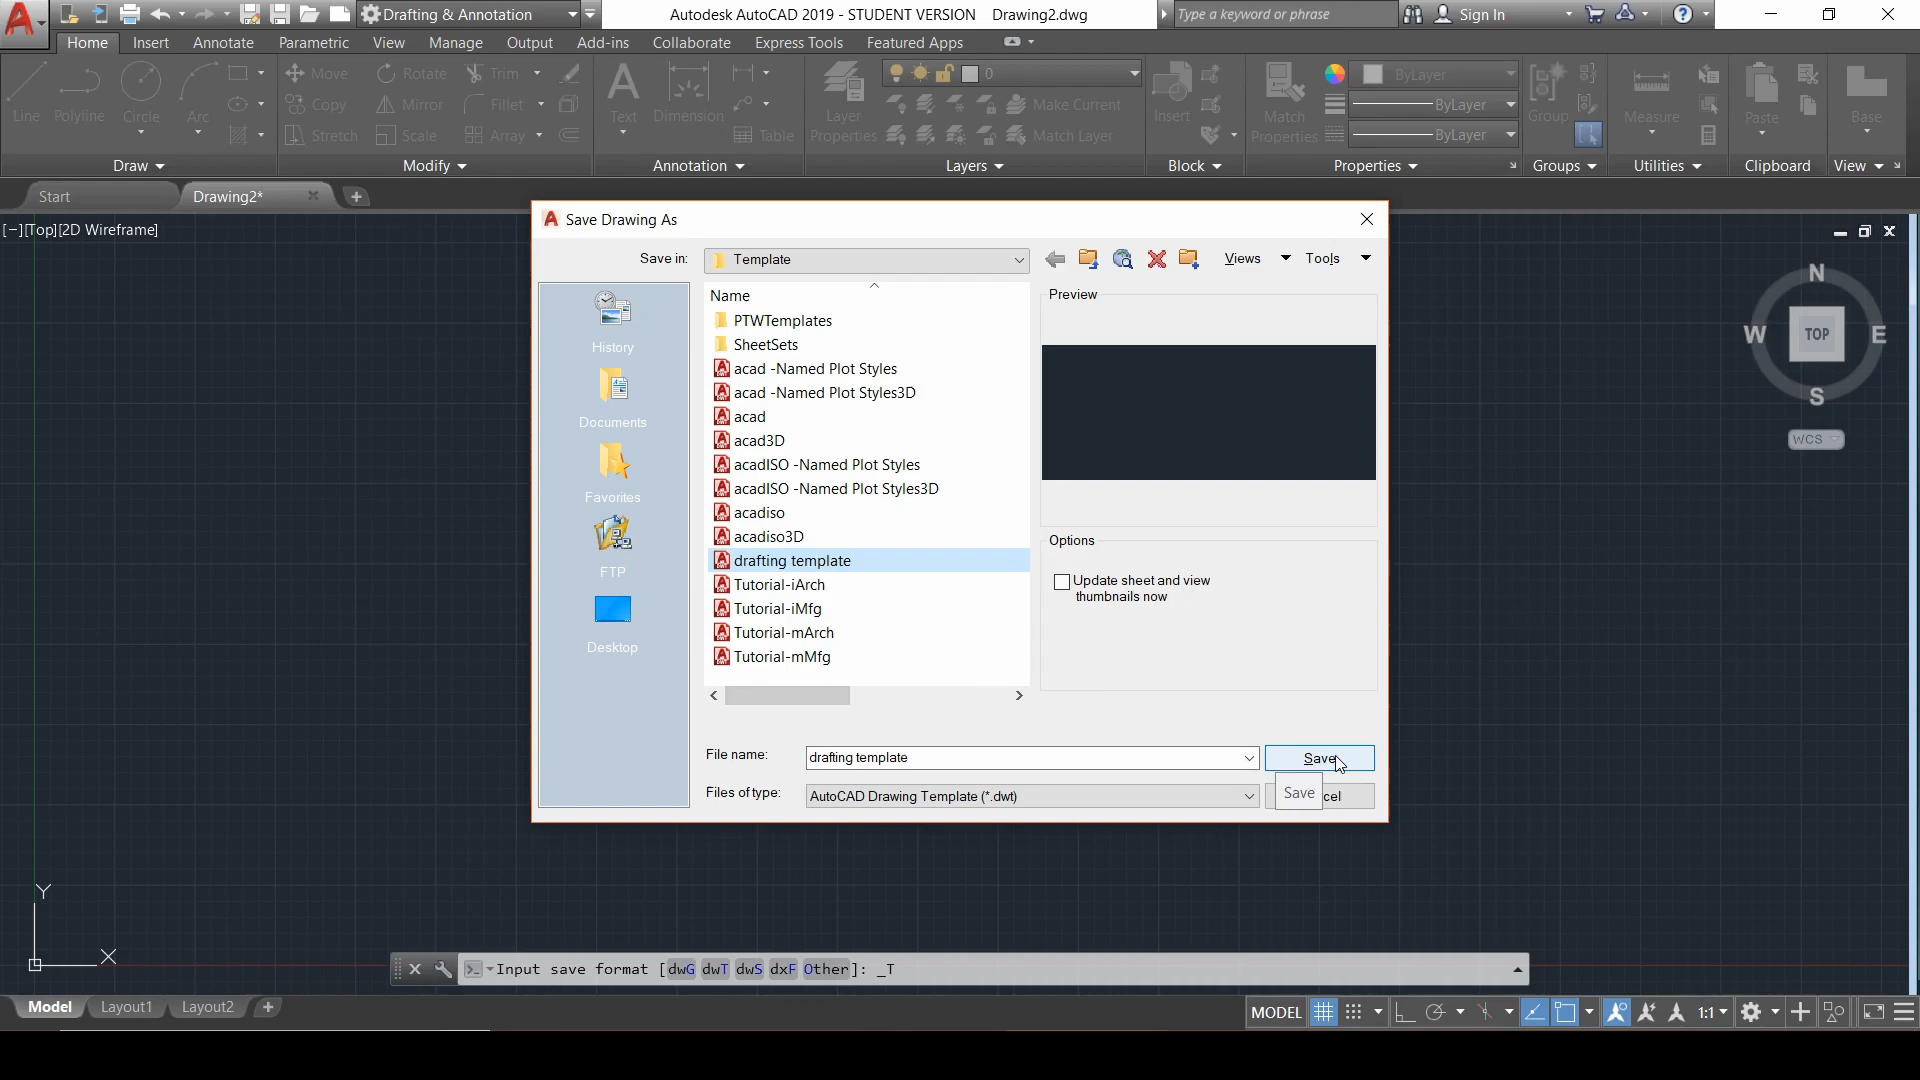 Drafting & Annotation
Autodesk AutoCAD 2019 - STUDENT VERSION Drawing2.dwg
Type a keyword or phrase
Sign In
Home Insert Annotate Parametric View Manage Output Add-ins Collaborate Express Tools Featured Apps
Line Polyline Circle Arc
Move Rotate Trim
Copy Mirror Fillet
Stretch Scale Array
Text Dimension Table
Layer Properties
0
Make Current
Match Layer
Insert
Match Properties
ByLayer
ByLayer
ByLayer
Group
Measure
Paste
Base
Draw Modify Annotation Layers Block Properties Groups Utilities Clipboard View
Start Drawing2*
[−][Top][2D Wireframe]
Save Drawing As
Save in: Template
Views Tools
History
Documents
Favorites
FTP
Desktop
Name
PTWTemplates
SheetSets
acad -Named Plot Styles
acad -Named Plot Styles3D
acad
acad3D
acadISO -Named Plot Styles
acadISO -Named Plot Styles3D
acadiso
acadiso3D
drafting template
Tutorial-iArch
Tutorial-iMfg
Tutorial-mArch
Tutorial-mMfg
Preview
Options
Update sheet and view
thumbnails now
File name: drafting template
Save
Files of type: AutoCAD Drawing Template (*.dwt)
Save
cel
N
W TOP E
S
WCS
Y
X
Input save format [dwG dwT dwS dxF Other]: _T
Model Layout1 Layout2
MODEL
1:1